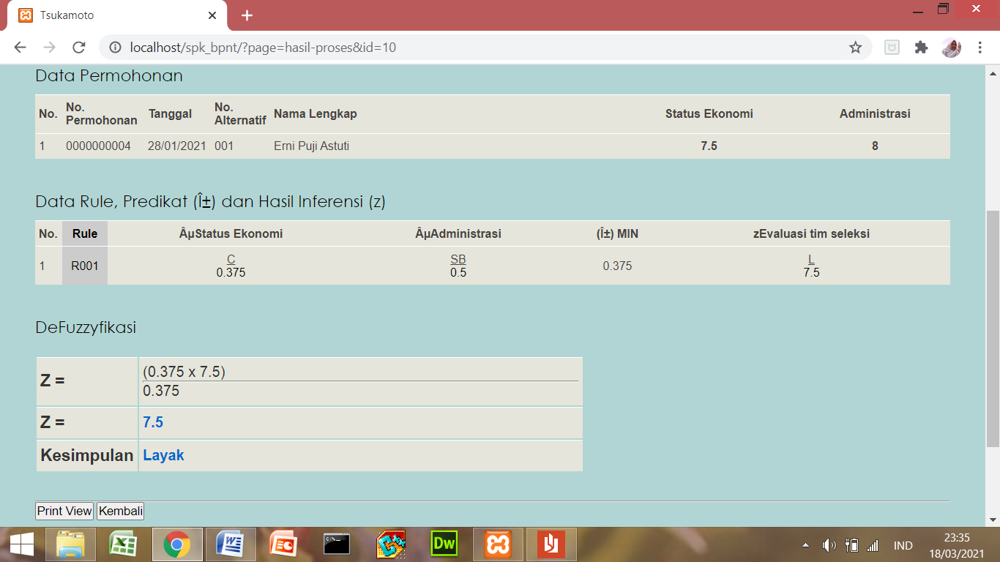 Tsukamoto
localhost/spk_bpnt/?page=hasil-proses&id=10
Data Permohonan
No. No. Permohonan Tanggal No. Alternatif Nama Lengkap Status Ekonomi Administrasi
1 0000000004 28/01/2021 001 Erni Puji Astuti 7.5 8
Data Rule, Predikat (Î±) dan Hasil Inferensi (z)
No. Rule ÂµStatus Ekonomi ÂµAdministrasi (Î±) MIN zEvaluasi tim seleksi
1 R001 C 0.375 SB 0.5 0.375 L 7.5
DeFuzzyfikasi
Z = (0.375 x 7.5)
0.375
Z = 7.5
Kesimpulan Layak
Print View Kembali
Dw
IND
23:35
18/03/2021